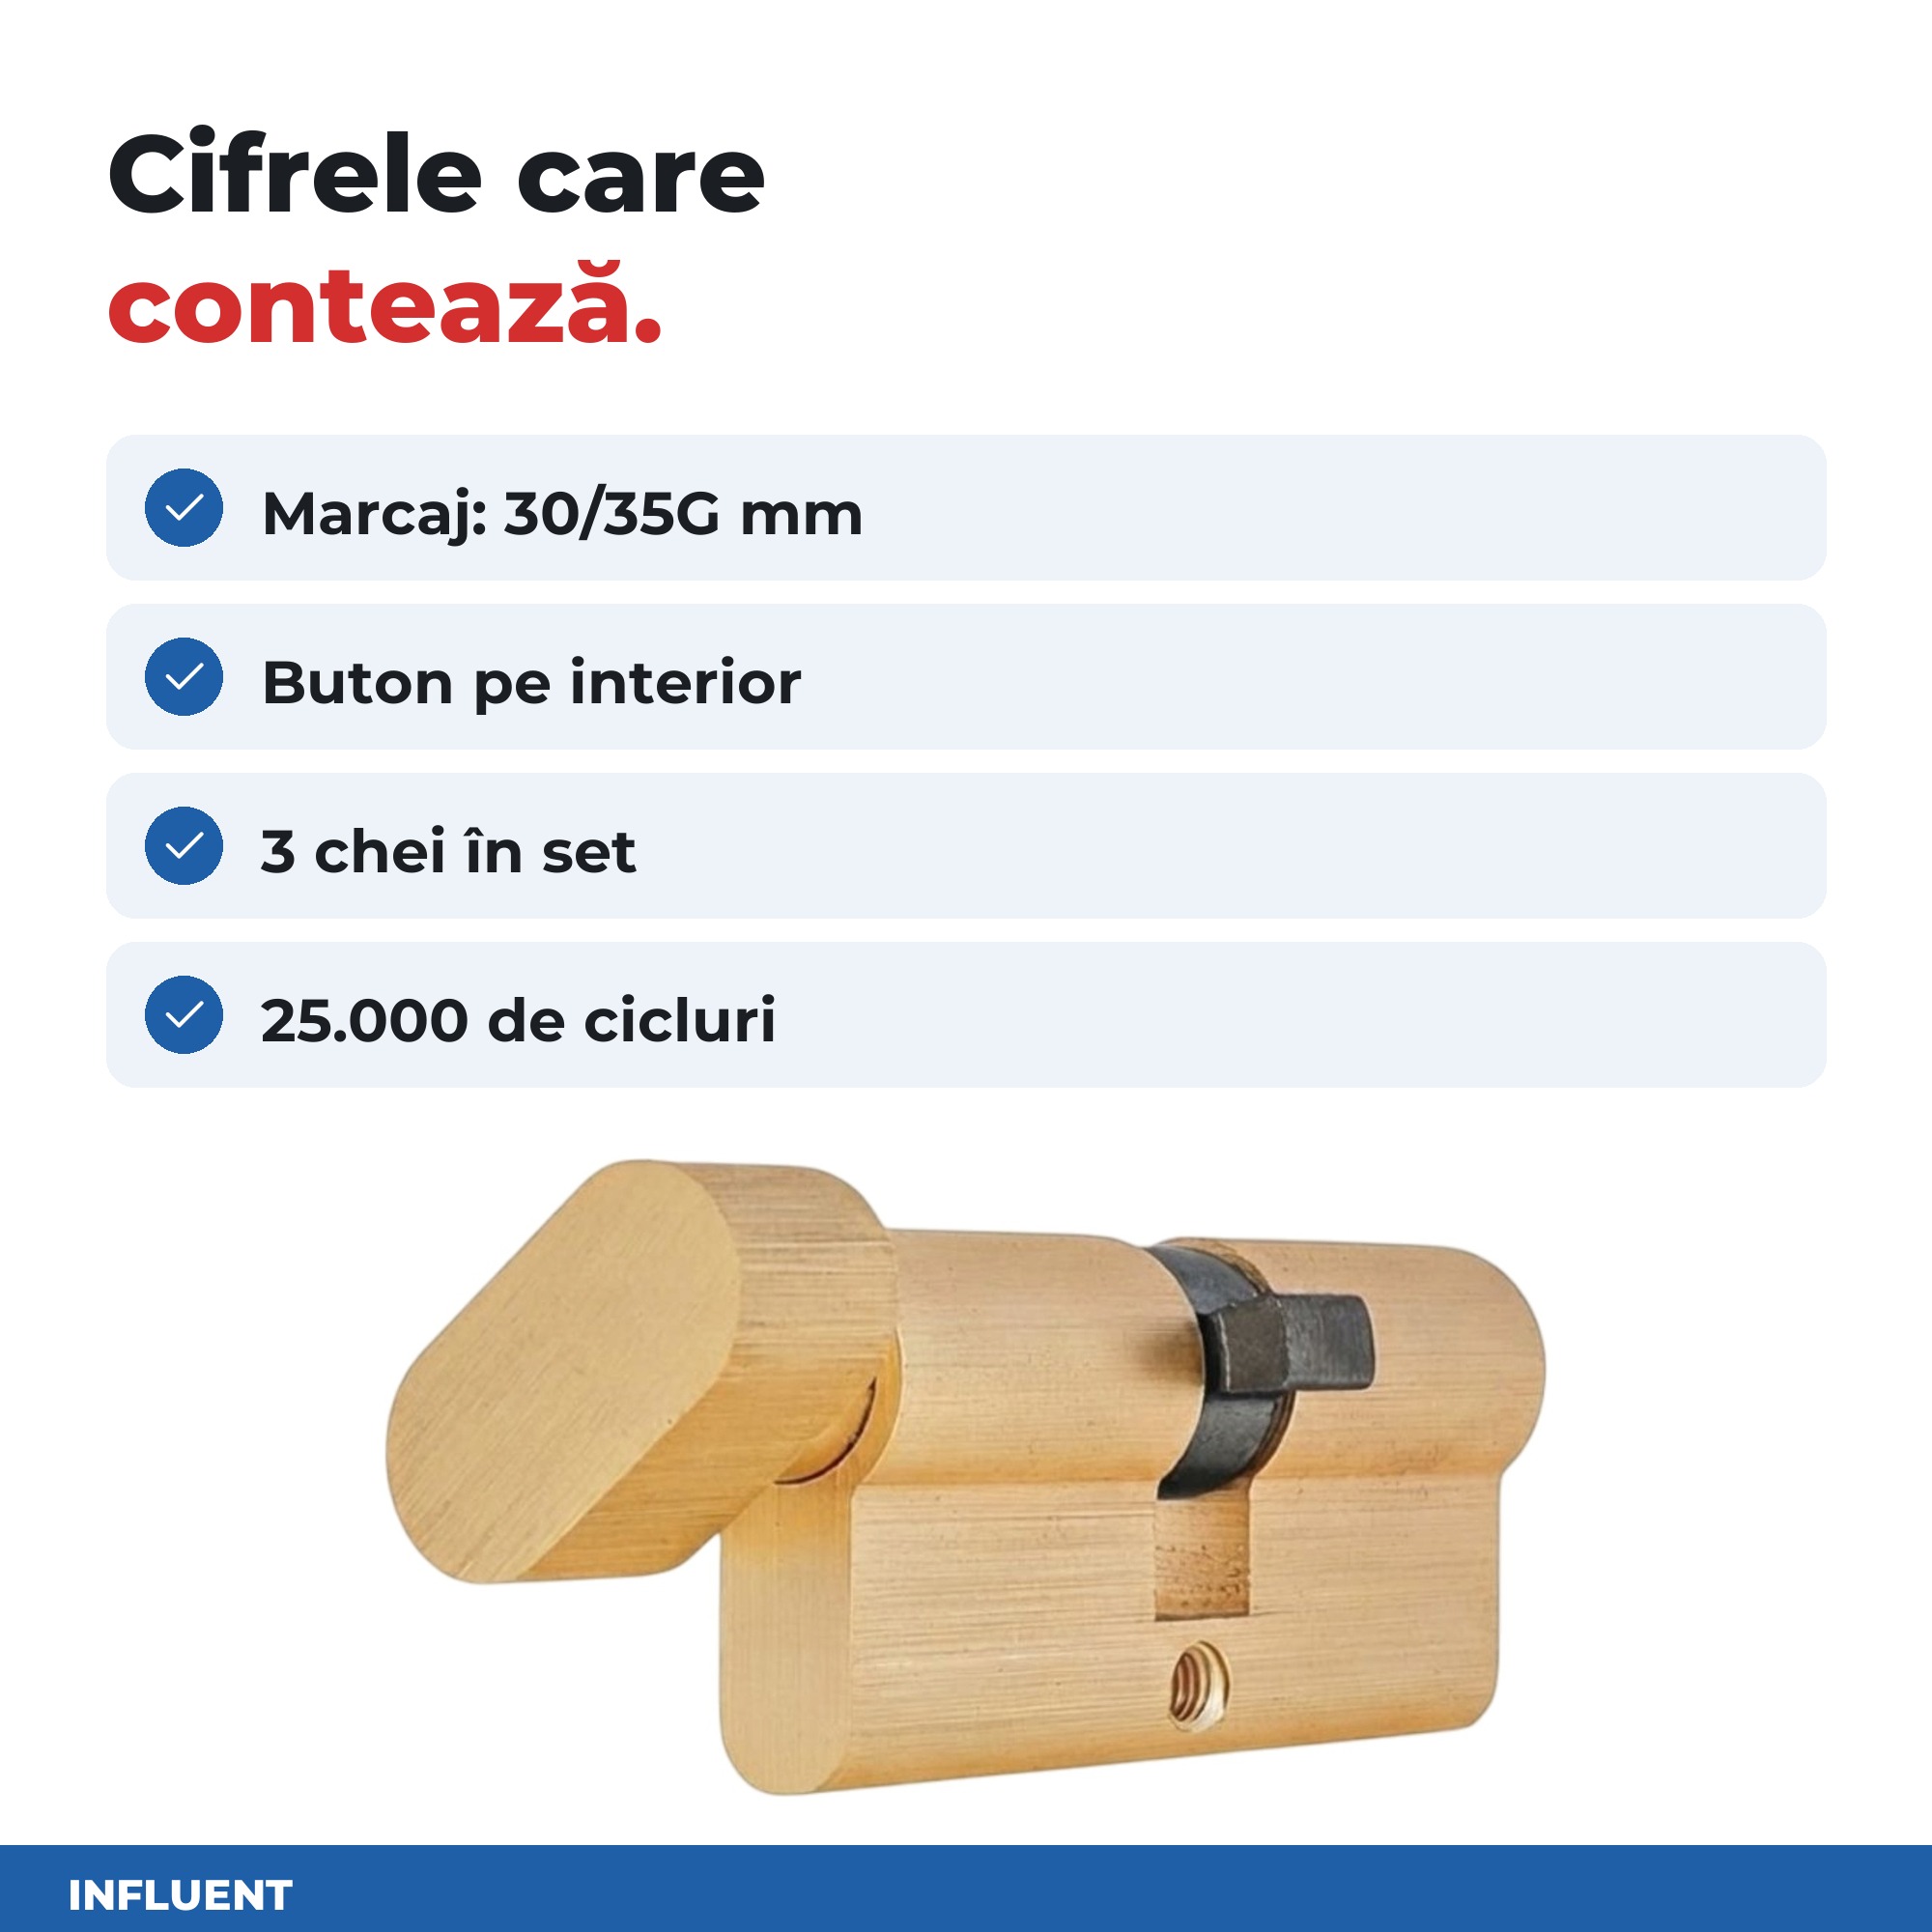 Cifrele care
contează.
Marcaj: 30/35G mm
Buton pe interior
3 chei în set
25.000 de cicluri
INFLUENT